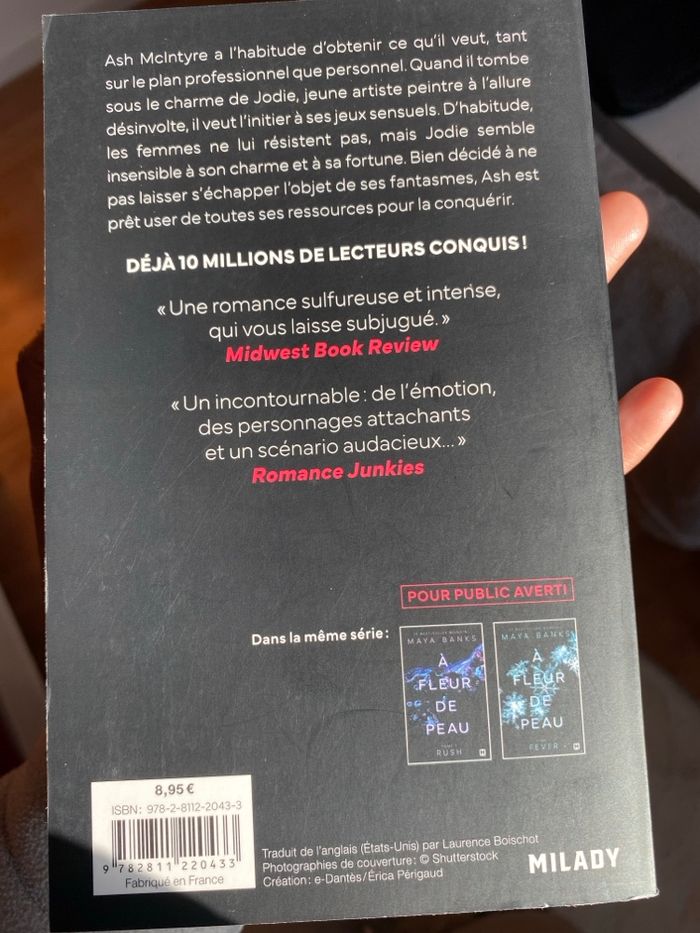 Ash McIntyre a l'habitude d'obtenir ce qu'il veut, tant
sur le plan professionnel que personnel. Quand il tombe
sous le charme de Jodie, jeune artiste peintre à l'allure
désinvolte, il veut l'initier à ses jeux sensuels. D'habitude,
les femmes ne lui résistent pas, mais Jodie semble
insensible à son charme et à sa fortune. Bien décidé à ne
pas laisser s'échapper l'objet de ses fantasmes, Ash est
prêt user de toutes ses ressources pour la conquérir.
DÉJÀ 10 MILLIONS DE LECTEURS CONQUIS !
« Une romance sulfureuse et intense,
qui vous laisse subjugué. »
Midwest Book Review
« Un incontournable : de l'émotion,
des personnages attachants
et un scénario audacieux... »
Romance Junkies
POUR PUBLIC AVERTI
Dans la même série :
MAYA BANKS
À
FLEUR
DE
PEAU
RUSH
MAYA BANKS
À
FLEUR
DE
PEAU
FEVER
8,95 €
ISBN : 978-2-8112-2043-3
9 782811 220433
Fabriqué en France
Traduit de l'anglais (États-Unis) par Laurence Boischot
Photographies de couverture : © Shutterstock
Création : e-Dantès/Érica Périgaud
MILADY